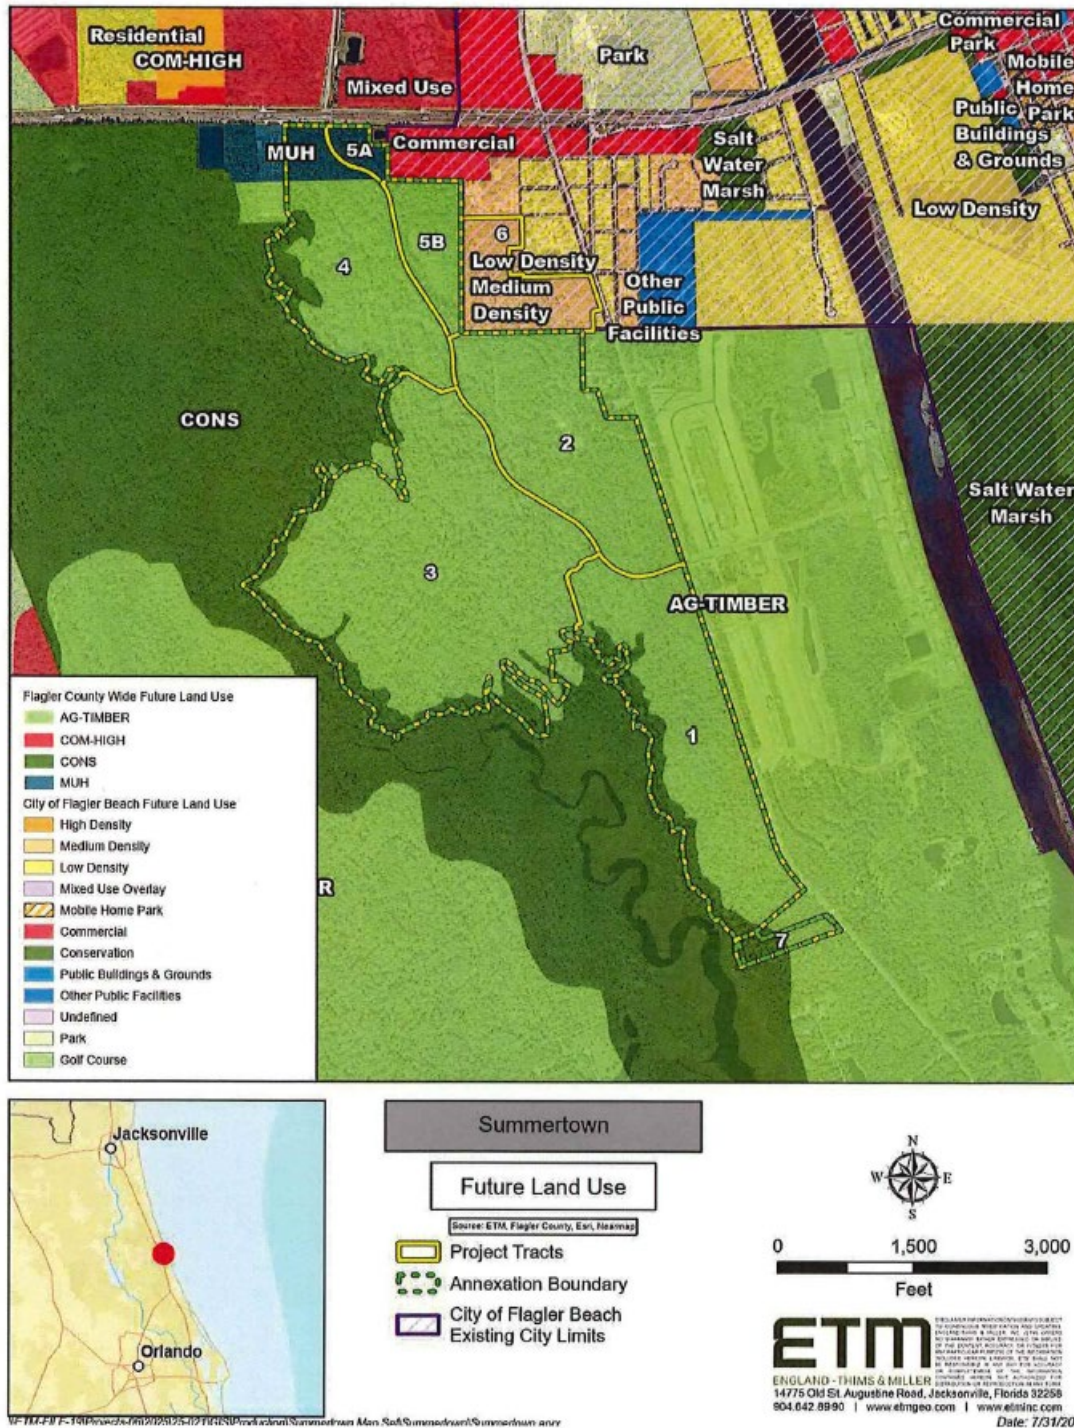 Residential
COM-HIGH
Mixed Use
Park
Commercial
Park
Mobile
Home
Park
Public
Buildings
& Grounds
MUH
5A
Commercial
Salt
Water
Marsh
Low Density
4
5B
6
Low Density
Medium
Density
Other
Public
Facilities
CONS
2
Salt Water
Marsh
3
AG-TIMBER
1
R
7
Flagler County Wide Future Land Use
AG-TIMBER
COM-HIGH
CONS
MUH
City of Flagler Beach Future Land Use
High Density
Medium Density
Low Density
Mixed Use Overlay
Mobile Home Park
Commercial
Conservation
Public Buildings & Grounds
Other Public Facilities
Undefined
Park
Golf Course
Jacksonville
Orlando
Summertown
Future Land Use
Source: ETM, Flagler County, Esri, Nearmap
Project Tracts
Annexation Boundary
City of Flagler Beach
Existing City Limits
N
W E
S
0 1,500 3,000
Feet
ETM
ENGLAND-THIMS & MILLER
14775 Old St. Augustine Road, Jacksonville, Florida 32258
904.642.8990 | www.etmgeo.com | www.etminc.com
Date: 7/31/20